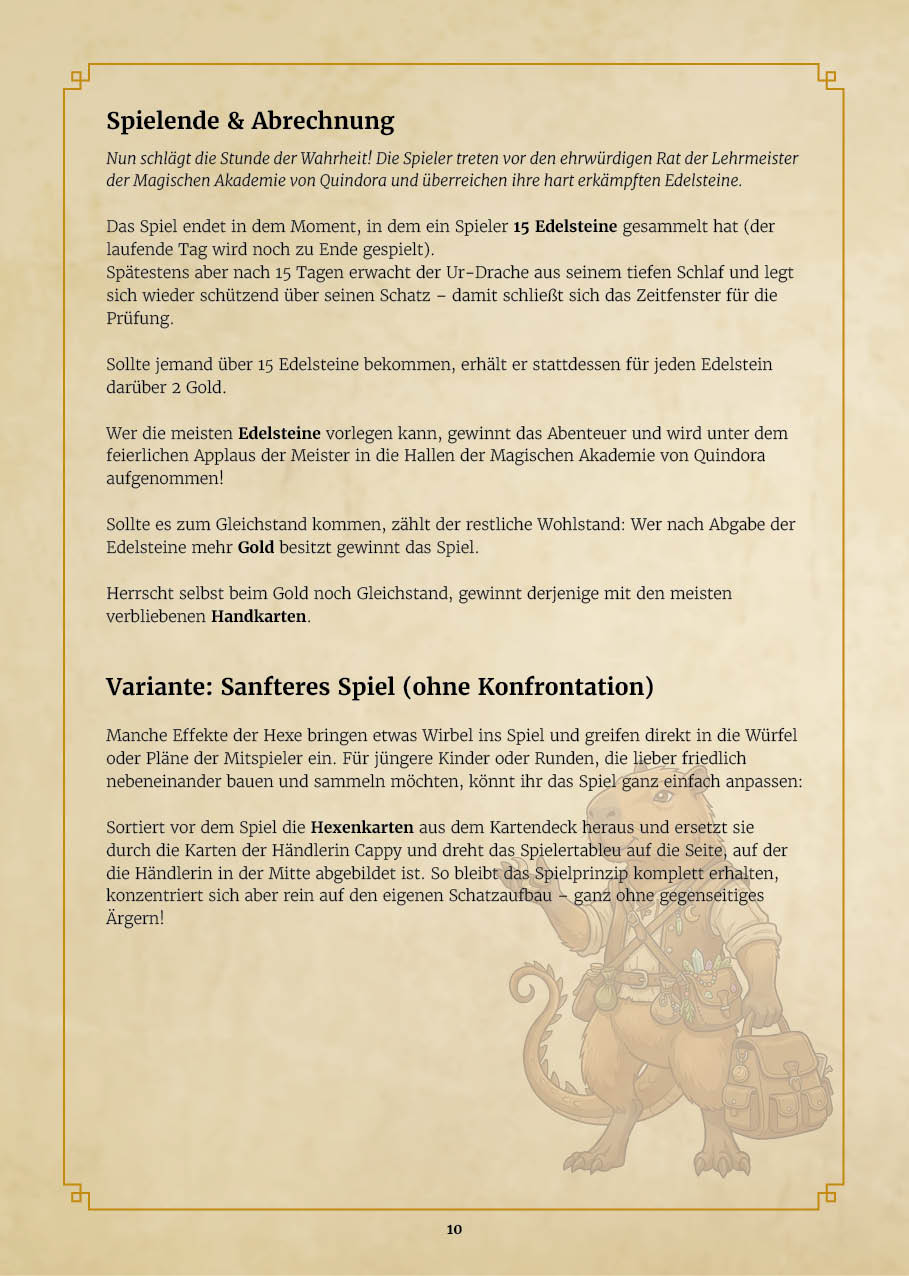 Spielende & Abrechnung
Nun schlägt die Stunde der Wahrheit! Die Spieler treten vor den ehrwürdigen Rat der Lehrmeister
der Magischen Akademie von Quindora und überreichen ihre hart erkämpften Edelsteine.
Das Spiel endet in dem Moment, in dem ein Spieler 15 Edelsteine gesammelt hat (der
laufende Tag wird noch zu Ende gespielt).
Spätestens aber nach 15 Tagen erwacht der Ur-Drache aus seinem tiefen Schlaf und legt
sich wieder schützend über seinen Schatz – damit schließt sich das Zeitfenster für die
Prüfung.
Sollte jemand über 15 Edelsteine bekommen, erhält er stattdessen für jeden Edelstein
darüber 2 Gold.
Wer die meisten Edelsteine vorlegen kann, gewinnt das Abenteuer und wird unter dem
feierlichen Applaus der Meister in die Hallen der Magischen Akademie von Quindora
aufgenommen!
Sollte es zum Gleichstand kommen, zählt der restliche Wohlstand: Wer nach Abgabe der
Edelsteine mehr Gold besitzt gewinnt das Spiel.
Herrscht selbst beim Gold noch Gleichstand, gewinnt derjenige mit den meisten
verbliebenen Handkarten.
Variante: Sanfteres Spiel (ohne Konfrontation)
Manche Effekte der Hexe bringen etwas Wirbel ins Spiel und greifen direkt in die Würfel
oder Pläne der Mitspieler ein. Für jüngere Kinder oder Runden, die lieber friedlich
nebeneinander bauen und sammeln möchten, könnt ihr das Spiel ganz einfach anpassen:
Sortiert vor dem Spiel die Hexenkarten aus dem Kartendeck heraus und ersetzt sie
durch die Karten der Händlerin Cappy und dreht das Spielertableu auf die Seite, auf der
die Händlerin in der Mitte abgebildet ist. So bleibt das Spielprinzip komplett erhalten,
konzentriert sich aber rein auf den eigenen Schatzaufbau – ganz ohne gegenseitiges
Ärgern!
10